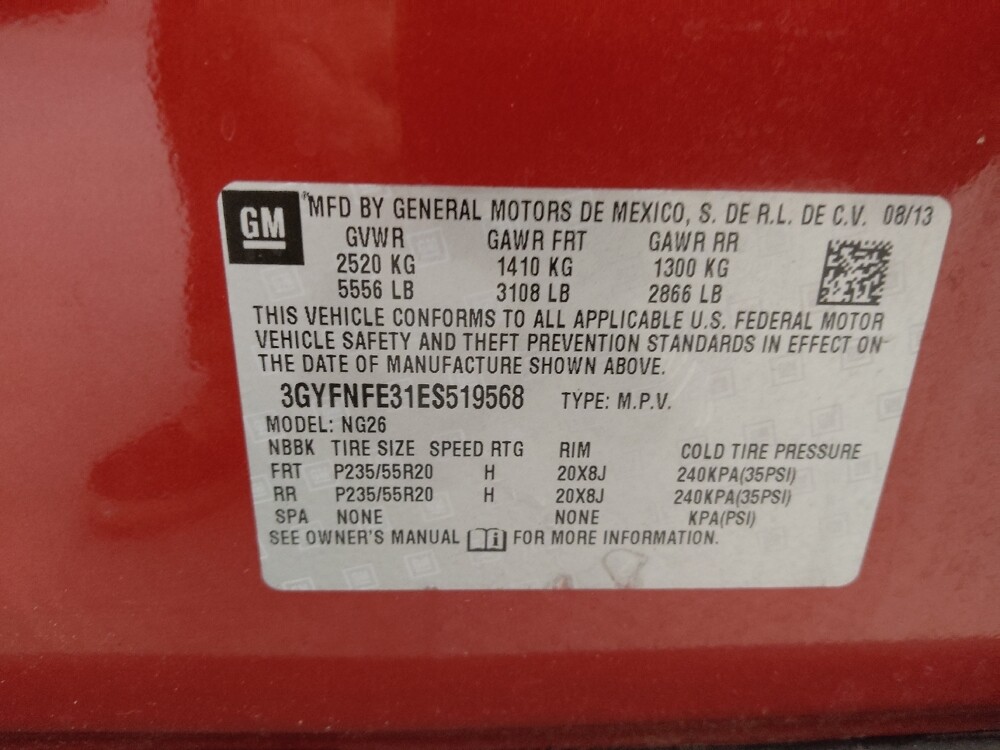 GM
MFD BY GENERAL MOTORS DE MEXICO, S. DE R.L. DE C.V. 08/13
GVWR GAWR FRT GAWR RR
2520 KG 1410 KG 1300 KG
5556 LB 3108 LB 2866 LB
THIS VEHICLE CONFORMS TO ALL APPLICABLE U.S. FEDERAL MOTOR
VEHICLE SAFETY AND THEFT PREVENTION STANDARDS IN EFFECT ON
THE DATE OF MANUFACTURE SHOWN ABOVE.
3GYFNFE31ES519568 TYPE: M.P.V.
MODEL: NG26
NBBK TIRE SIZE SPEED RTG RIM COLD TIRE PRESSURE
FRT P235/55R20 H 20X8J 240KPA(35PSI)
RR P235/55R20 H 20X8J 240KPA(35PSI)
SPA NONE NONE KPA(PSI)
SEE OWNER'S MANUAL i FOR MORE INFORMATION.